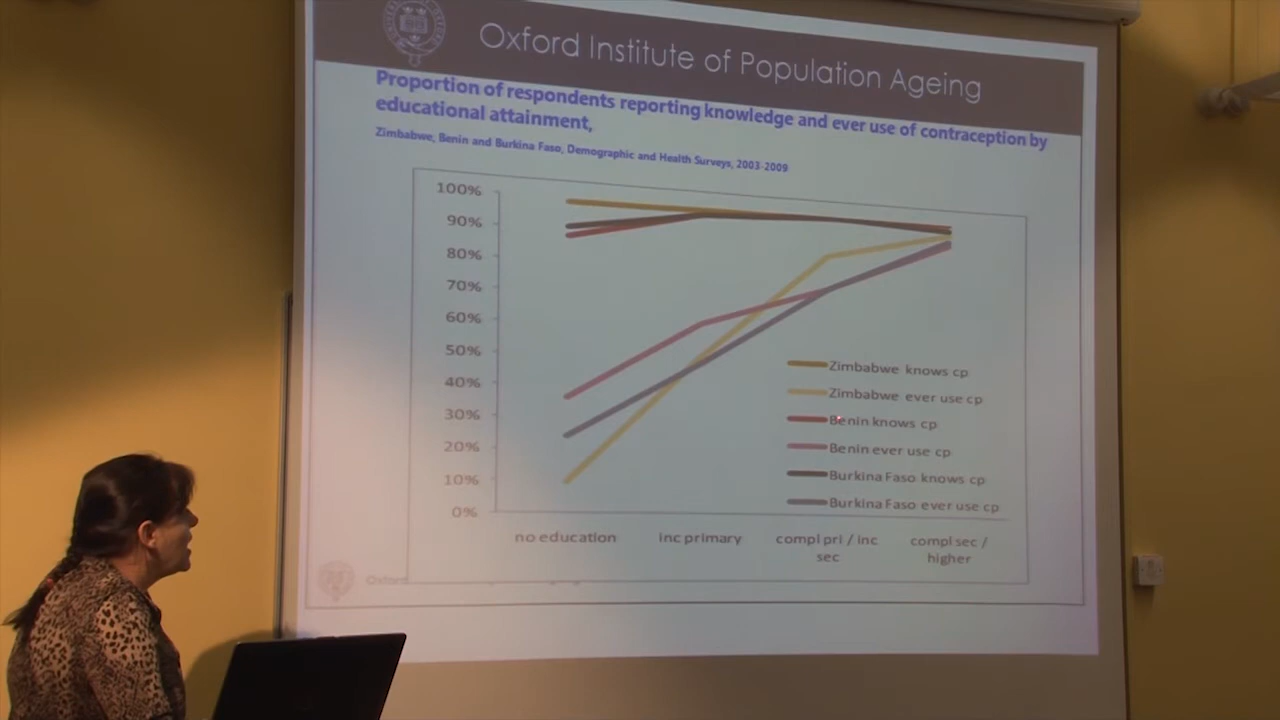 Oxford Institute of Population Ageing
Proportion of respondents reporting knowledge and ever use of contraception by
educational attainment,
Zimbabwe, Benin and Burkina Faso, Demographic and Health Surveys, 2003-2009
100%
90%
80%
70%
60%
50%
40%
30%
20%
10%
0%
no education
inc primary
compl pri / inc
sec
compl sec /
higher
Zimbabwe knows cp
Zimbabwe ever use cp
Benin knows cp
Benin ever use cp
Burkina Faso knows cp
Burkina Faso ever use cp
Oxford